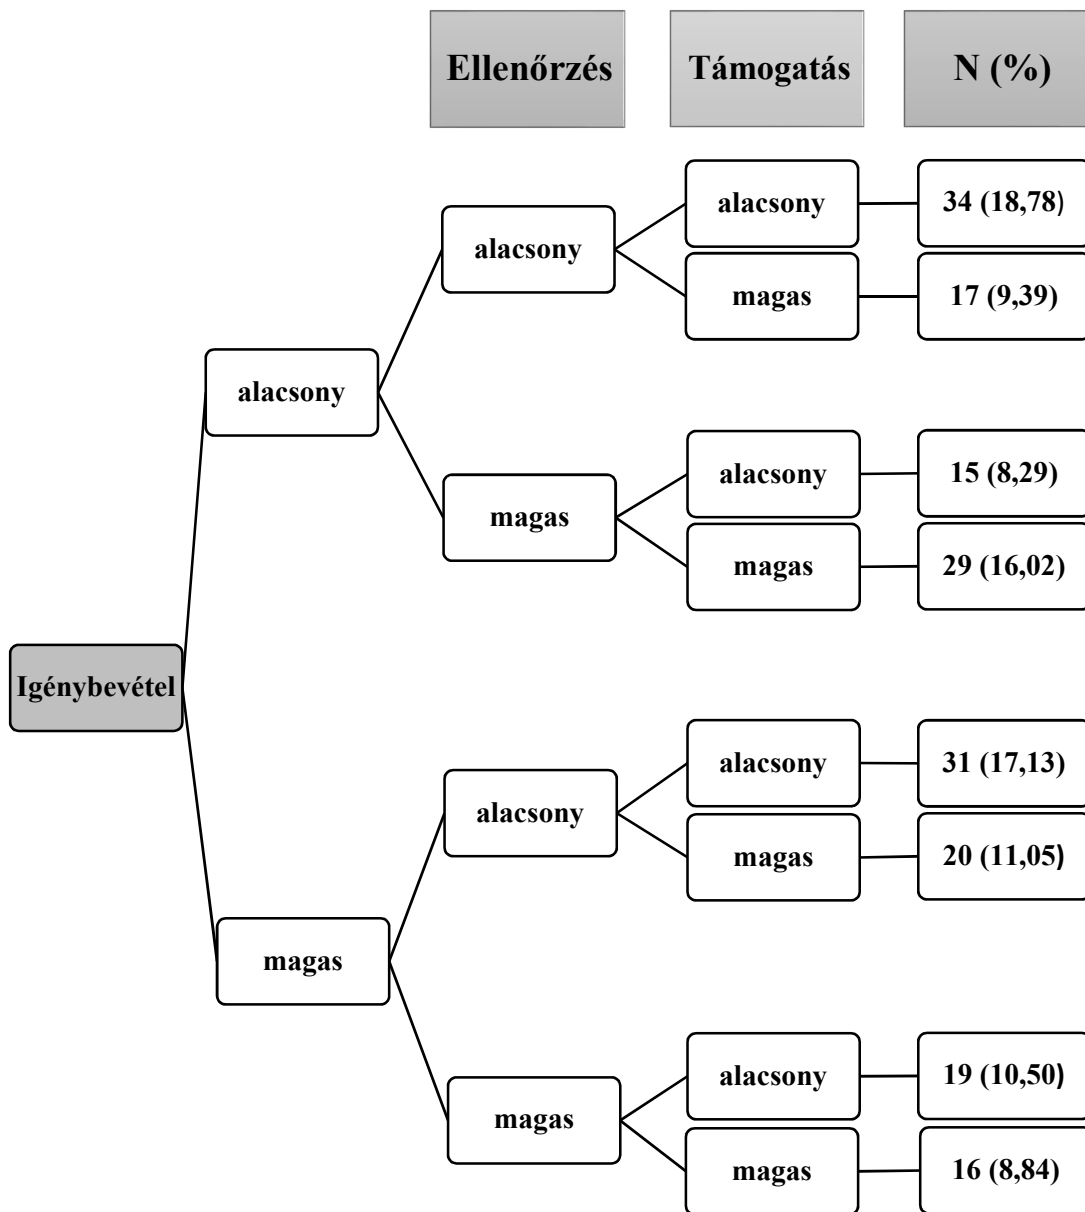 Ellenőrzés
Támogatás
N (%)
alacsony
34 (18,78)
alacsony
magas
17 (9,39)
alacsony
alacsony
15 (8,29)
magas
magas
29 (16,02)
Igénybevétel
alacsony
31 (17,13)
alacsony
magas
20 (11,05)
magas
alacsony
19 (10,50)
magas
magas
16 (8,84)